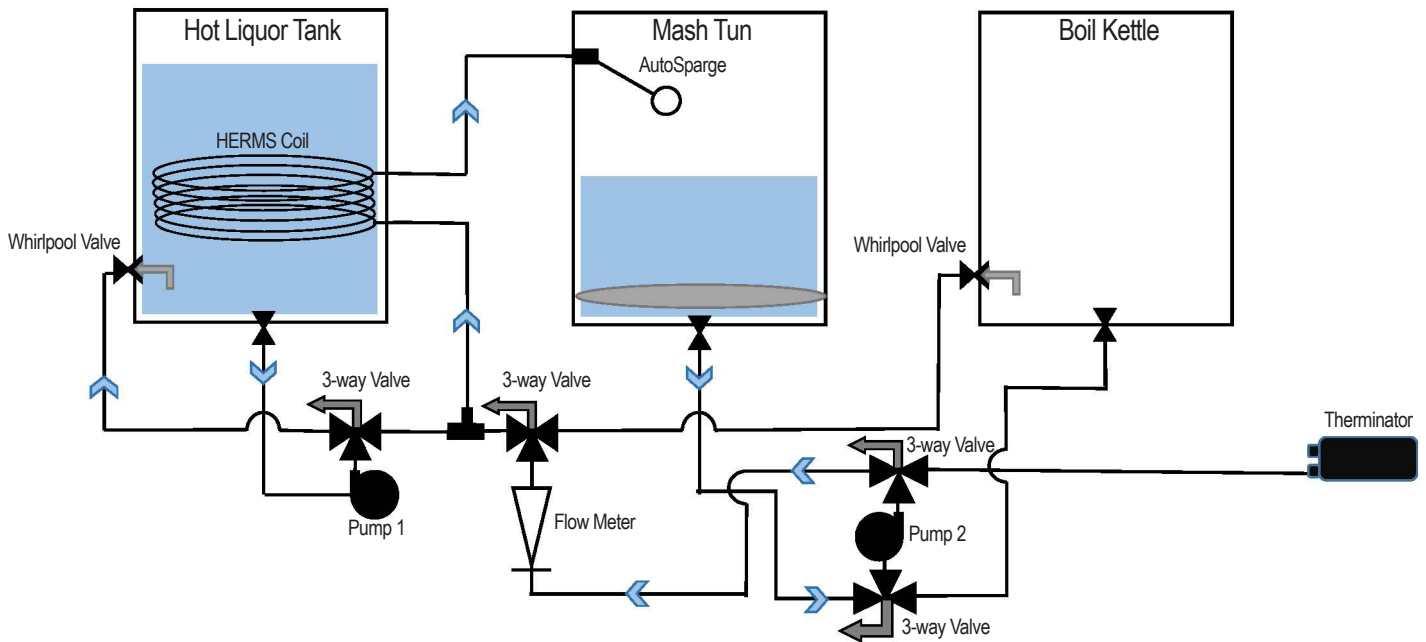 Hot Liquor Tank
Mash Tun
Boil Kettle
AutoSparge
HERMS Coil
Whirlpool Valve
Whirlpool Valve
3-way Valve
3-way Valve
Therminator
3-way Valve
Pump 1
Flow Meter
Pump 2
3-way Valve